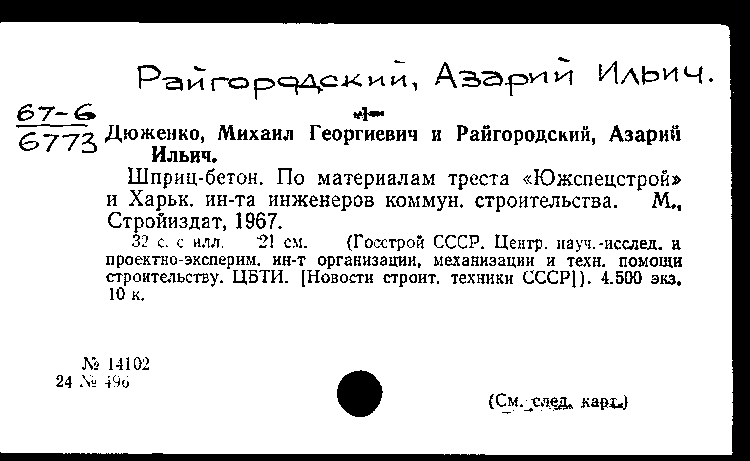 Райгородский, Азарий Ильич.
67-6
6773
Дюженко, Михаил Георгиевич и Райгородский, Азарий
Ильич.
Шприц-бетон. По материалам треста «Южспецстрой»
и Харьк. ин-та инженеров коммун. строительства. М.,
Стройиздат, 1967.
32 с. с илл. 21 см. (Госстрой СССР. Центр. науч.-исслед. и
проектно-эксперим. ин-т организации, механизации и техн. помощи
строительству. ЦБТИ. [Новости строит. техники СССР]). 4.500 экз.
10 к.
№ 14102
24 № 496
(См. след. карт.)